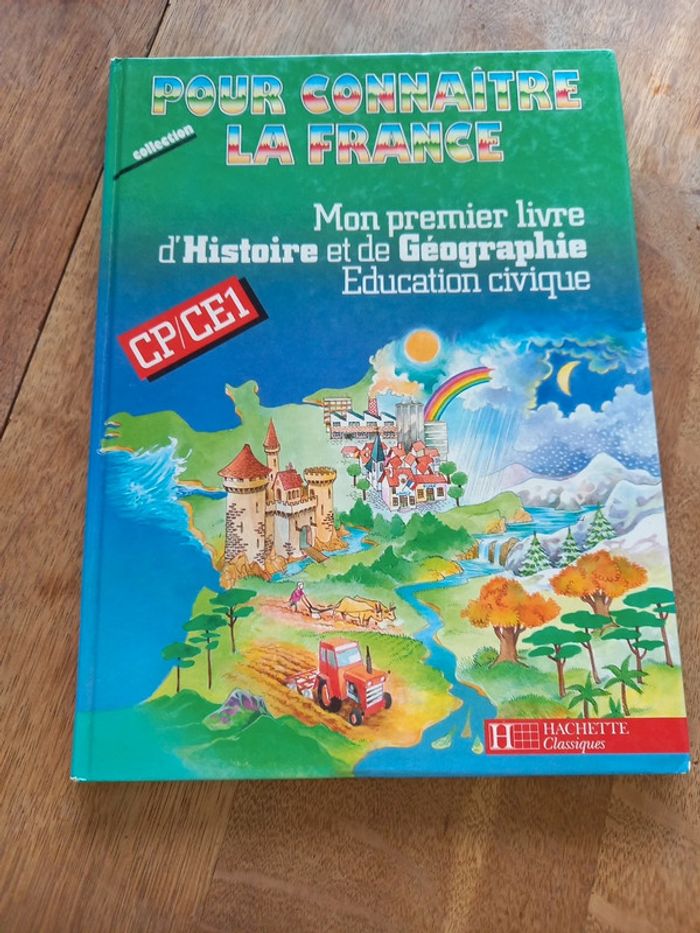 POUR CONNAÎTRE
LA FRANCE
collection
Mon premier livre
d'Histoire et de Géographie
Education civique
CP/CE1
H HACHETTE
Classiques